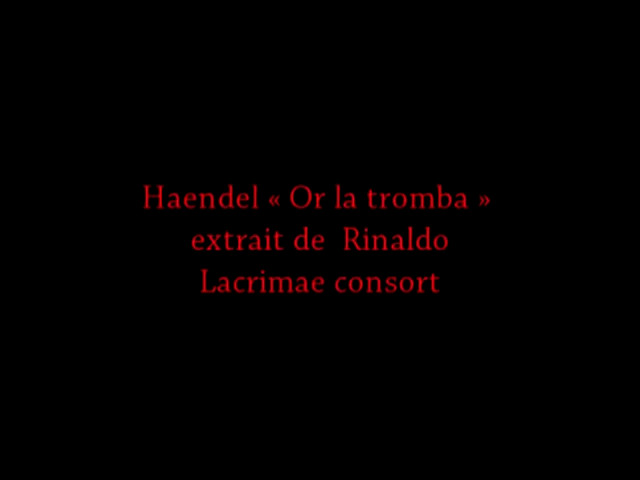 Haendel « Or la tromba »
extrait de Rinaldo
Lacrimae consort